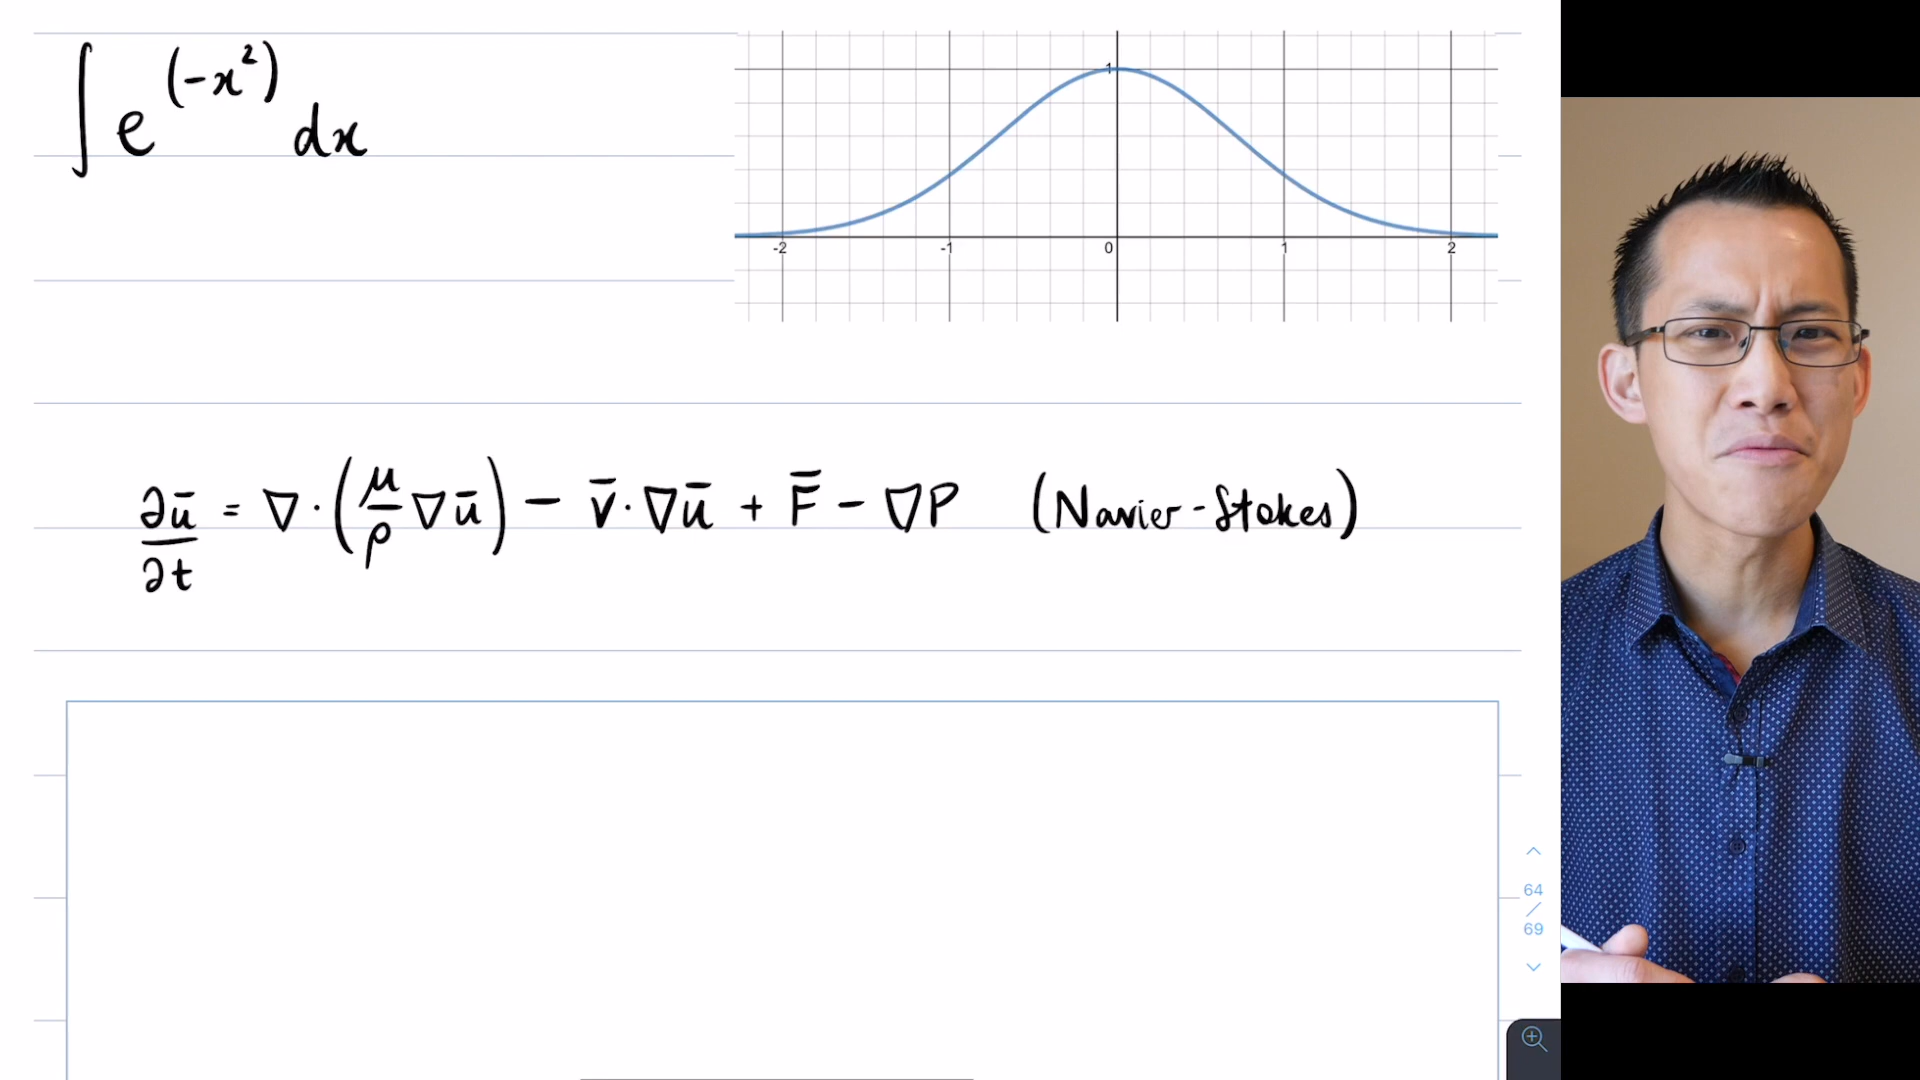 ∫ e^(-x²) dx
1
-2 -1 0 1 2
∂ū/∂t = ∇·(μ/ρ ∇ū) - v̄·∇ū + F̄ - ∇P (Navier-Stokes)
64
/
69